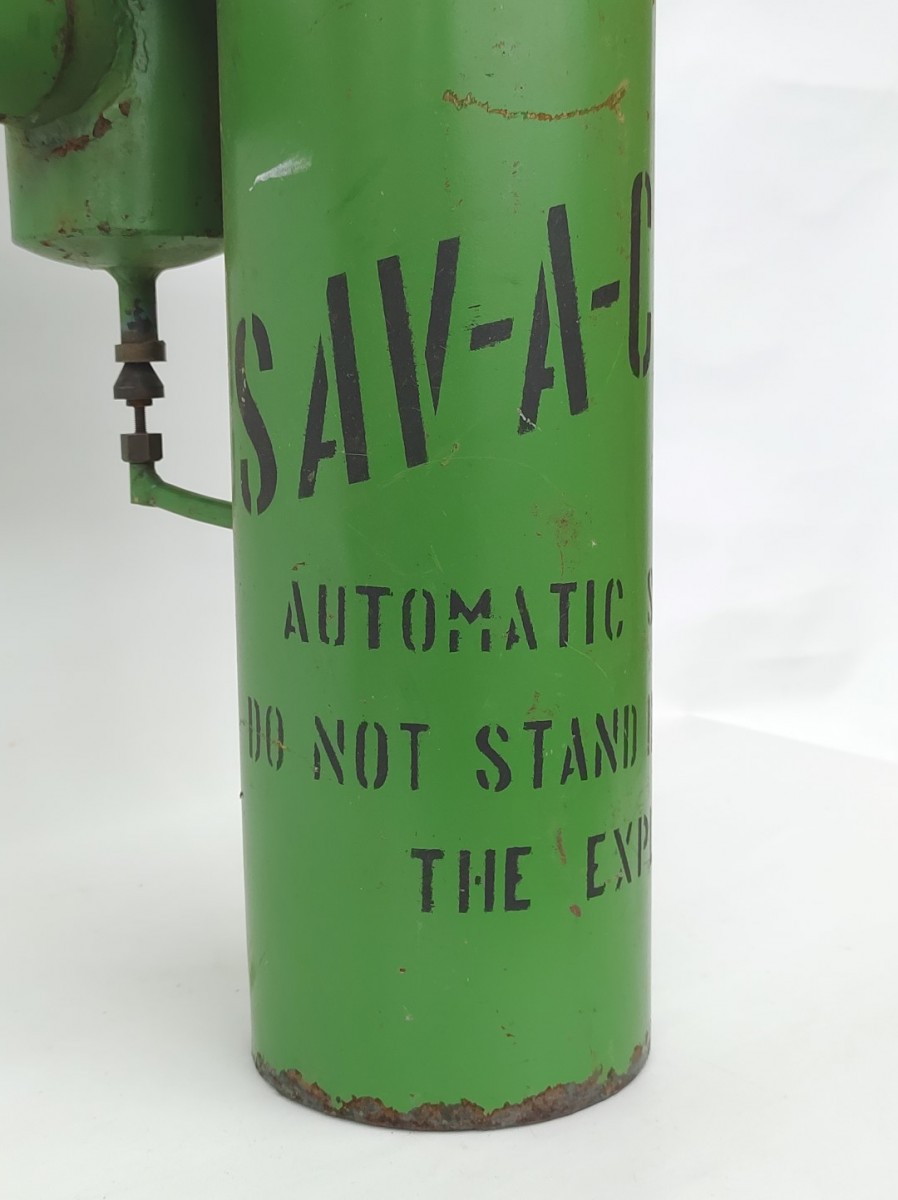 SAV-A-C
AUTOMATIC S
-DO NOT STAND
THE EXP